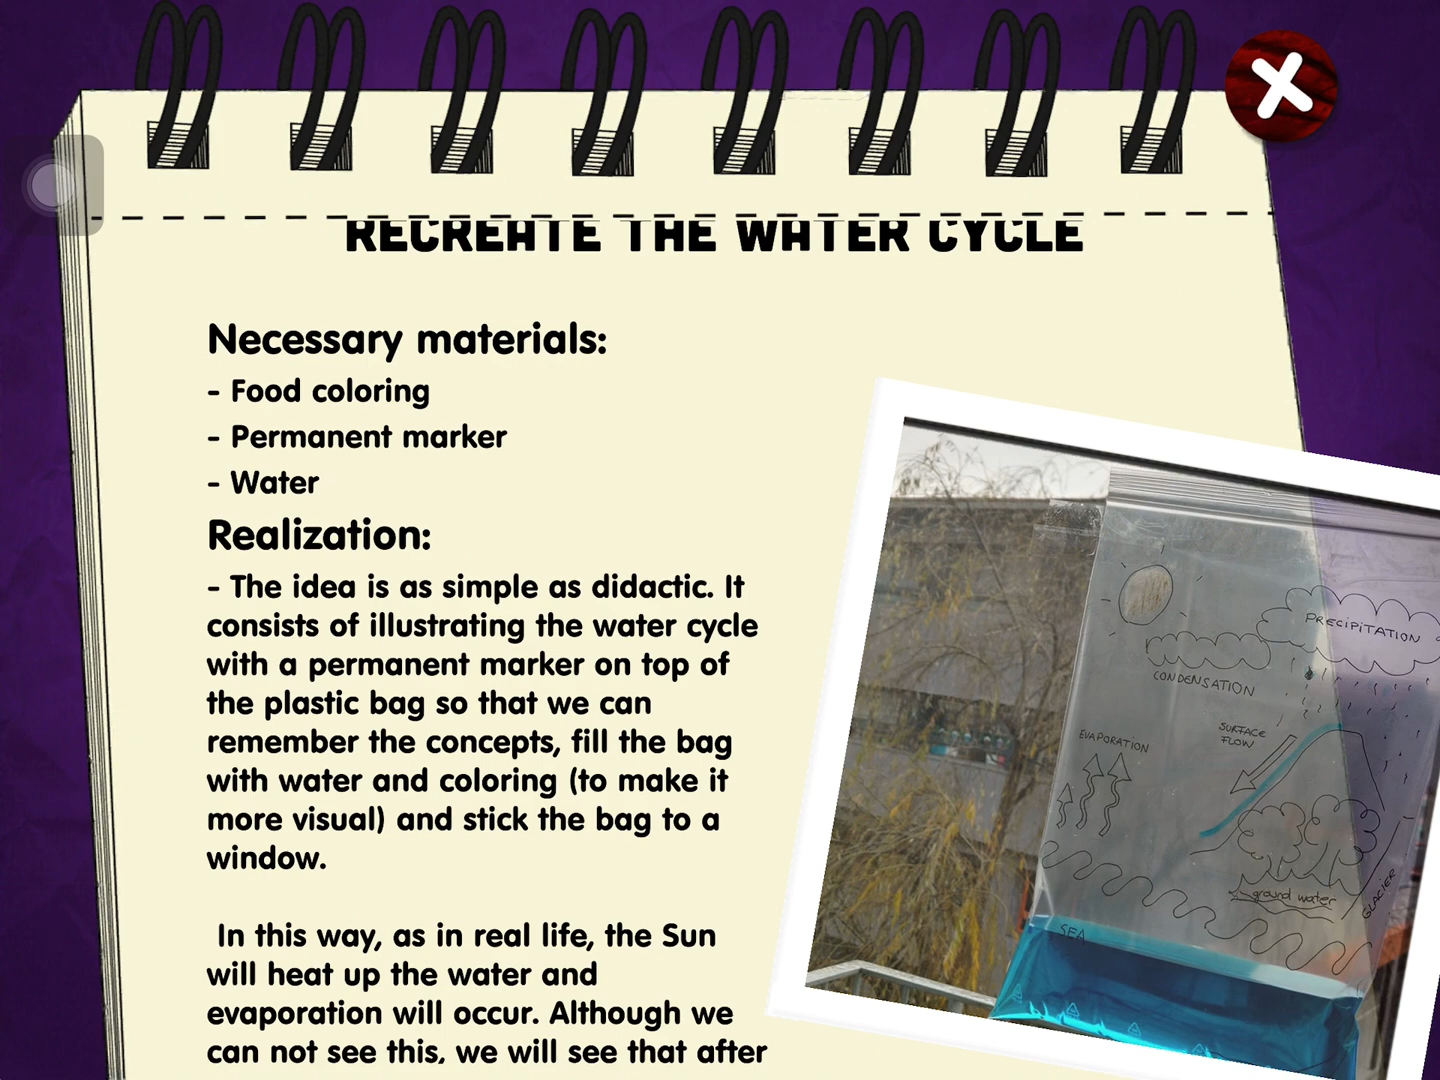 RECREATE THE WATER CYCLE
Necessary materials:
- Food coloring
- Permanent marker
- Water
Realization:
- The idea is as simple as didactic. It
consists of illustrating the water cycle
with a permanent marker on top of
the plastic bag so that we can
remember the concepts, fill the bag
with water and coloring (to make it
more visual) and stick the bag to a
window.
In this way, as in real life, the Sun
will heat up the water and
evaporation will occur. Although we
can not see this, we will see that after
PRECIPITATION
CONDENSATION
SURFACE
FLOW
EVAPORATION
ground water
GLACIER
SEA